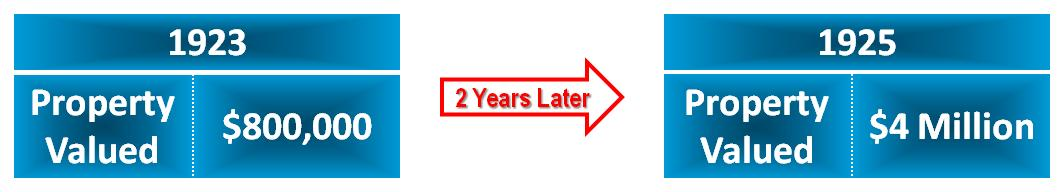 1923
Property
Valued
$800,000
2 Years Later
1925
Property
Valued
$4 Million